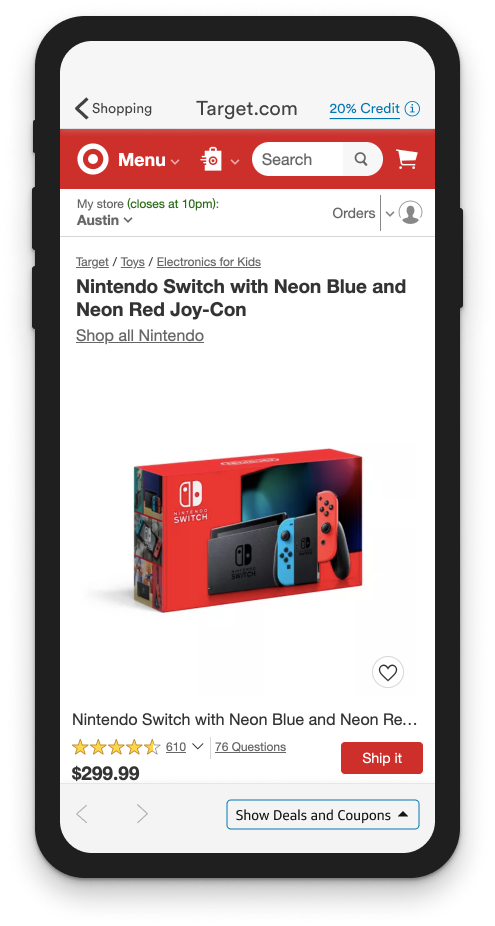 Shopping
Target.com
20% Credit
Menu
Search
My store (closes at 10pm):
Austin
Orders
Target / Toys / Electronics for Kids
Nintendo Switch with Neon Blue and
Neon Red Joy-Con
Shop all Nintendo
NINTENDO
SWITCH
NINTENDO
SWITCH
Nintendo Switch with Neon Blue and Neon Re...
610
76 Questions
$299.99
Ship it
Show Deals and Coupons